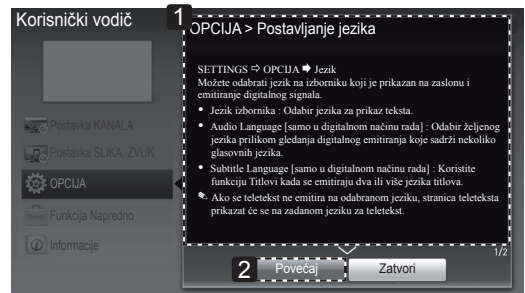 Korisnički vodič
1
OPCIJA > Postavljanje jezika
SETTINGS ⇨ OPCIJA ➡ Jezik
Možete odabrati jezik na izborniku koji je prikazan na zaslonu i
emitiranje digitalnog signala.
• Jezik izbornika : Odabir jezika za prikaz teksta.
• Audio Language [samo u digitalnom načinu rada] : Odabir željenog
jezika prilikom gledanja digitalnog emitiranja koje sadrži nekoliko
glasovnih jezika.
• Subtitle Language [samo u digitalnom načinu rada] : Koristite
funkciju Titlovi kada se emitiraju dva ili više jezika titlova.
✎ Ako se teletekst ne emitira na odabranom jeziku, stranica teleteksta
prikazat će se na zadanom jeziku za teletekst.
Postavka KANALA
Postavka SLIKA, ZVUK
OPCIJA
Funkcija Napredno
Informacije
1/2
2
Povećaj
Zatvori